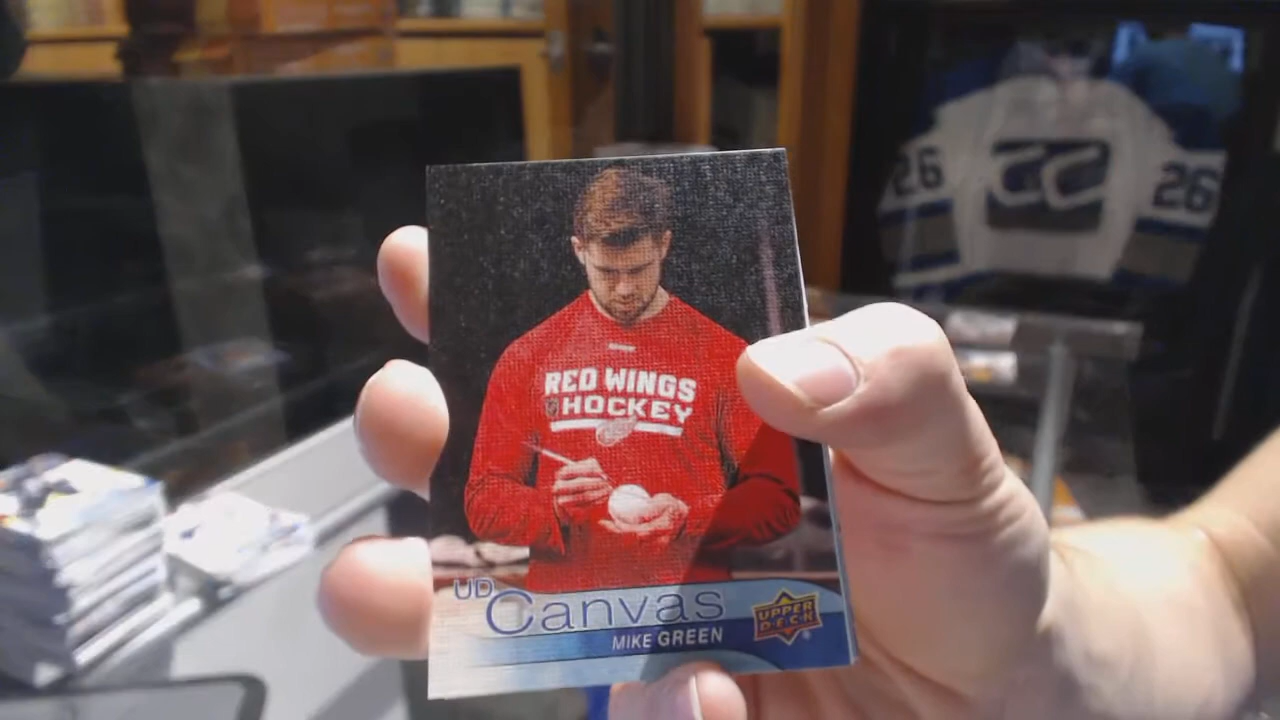 26
26
RED WINGS
HOCKEY
UD
Canvas
MIKE GREEN
UPPER
DECK